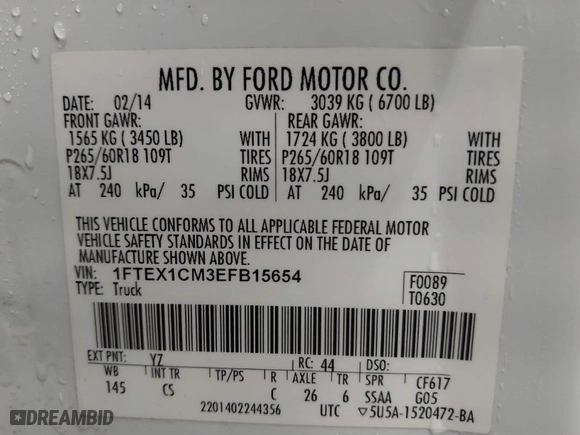 MFD. BY FORD MOTOR CO.
DATE: 02/14 GVWR: 3039 KG ( 6700 LB)
FRONT GAWR: REAR GAWR:
1565 KG ( 3450 LB) WITH 1724 KG ( 3800 LB) WITH
P265/60R18 109T TIRES P265/60R18 109T TIRES
18X7.5J RIMS 18X7.5J RIMS
AT 240 kPa/ 35 PSI COLD AT 240 kPa/ 35 PSI COLD
THIS VEHICLE CONFORMS TO ALL APPLICABLE FEDERAL MOTOR
VEHICLE SAFETY STANDARDS IN EFFECT ON THE DATE OF
MANUFACTURE SHOWN ABOVE.
VIN: 1FTEX1CM3EFB15654 F0089
TYPE: Truck T0630
EXT PNT: YZ RC: 44 DSO:
WB INT TR TP/PS R AXLE TR SPR CF617
145 CS C 26 6 SSAA G05
2201402244356 UTC ▽5U5A-1520472-BA
DREAMBID